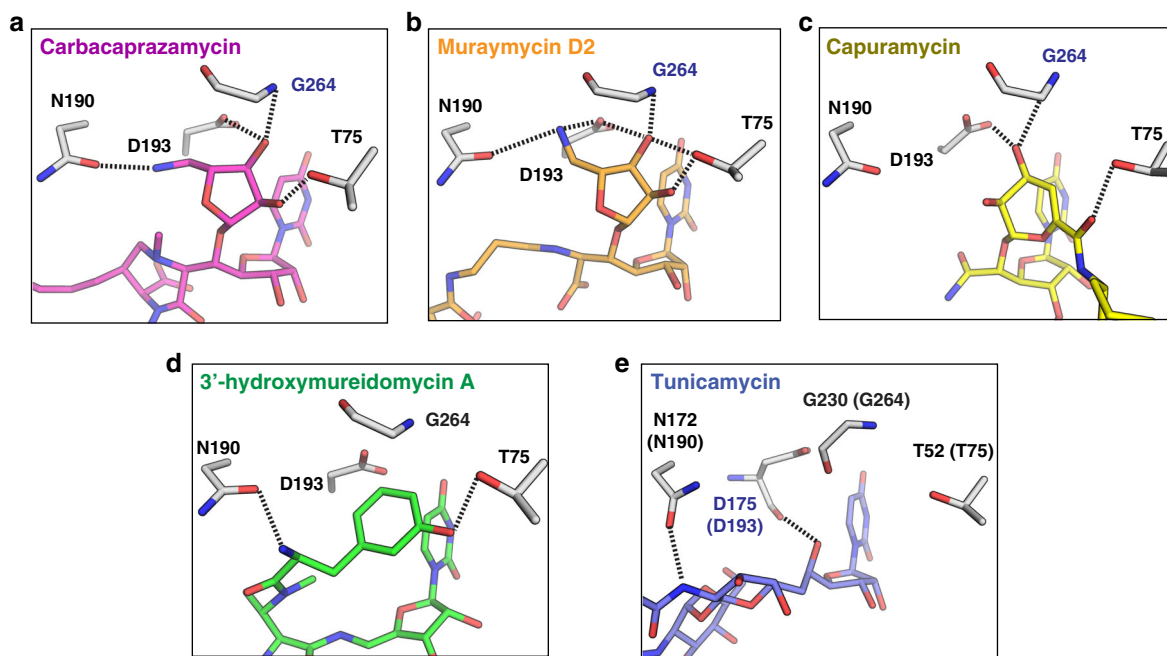 a
Carbacaprazamycin
G264
N190
D193
T75
b
Muraymycin D2
G264
N190
D193
T75
c
Capuramycin
G264
N190
D193
T75
d
3'-hydroxymureidomycin A
G264
N190
D193
T75
e
Tunicamycin
G230 (G264)
N172
(N190)
T52 (T75)
D175
(D193)